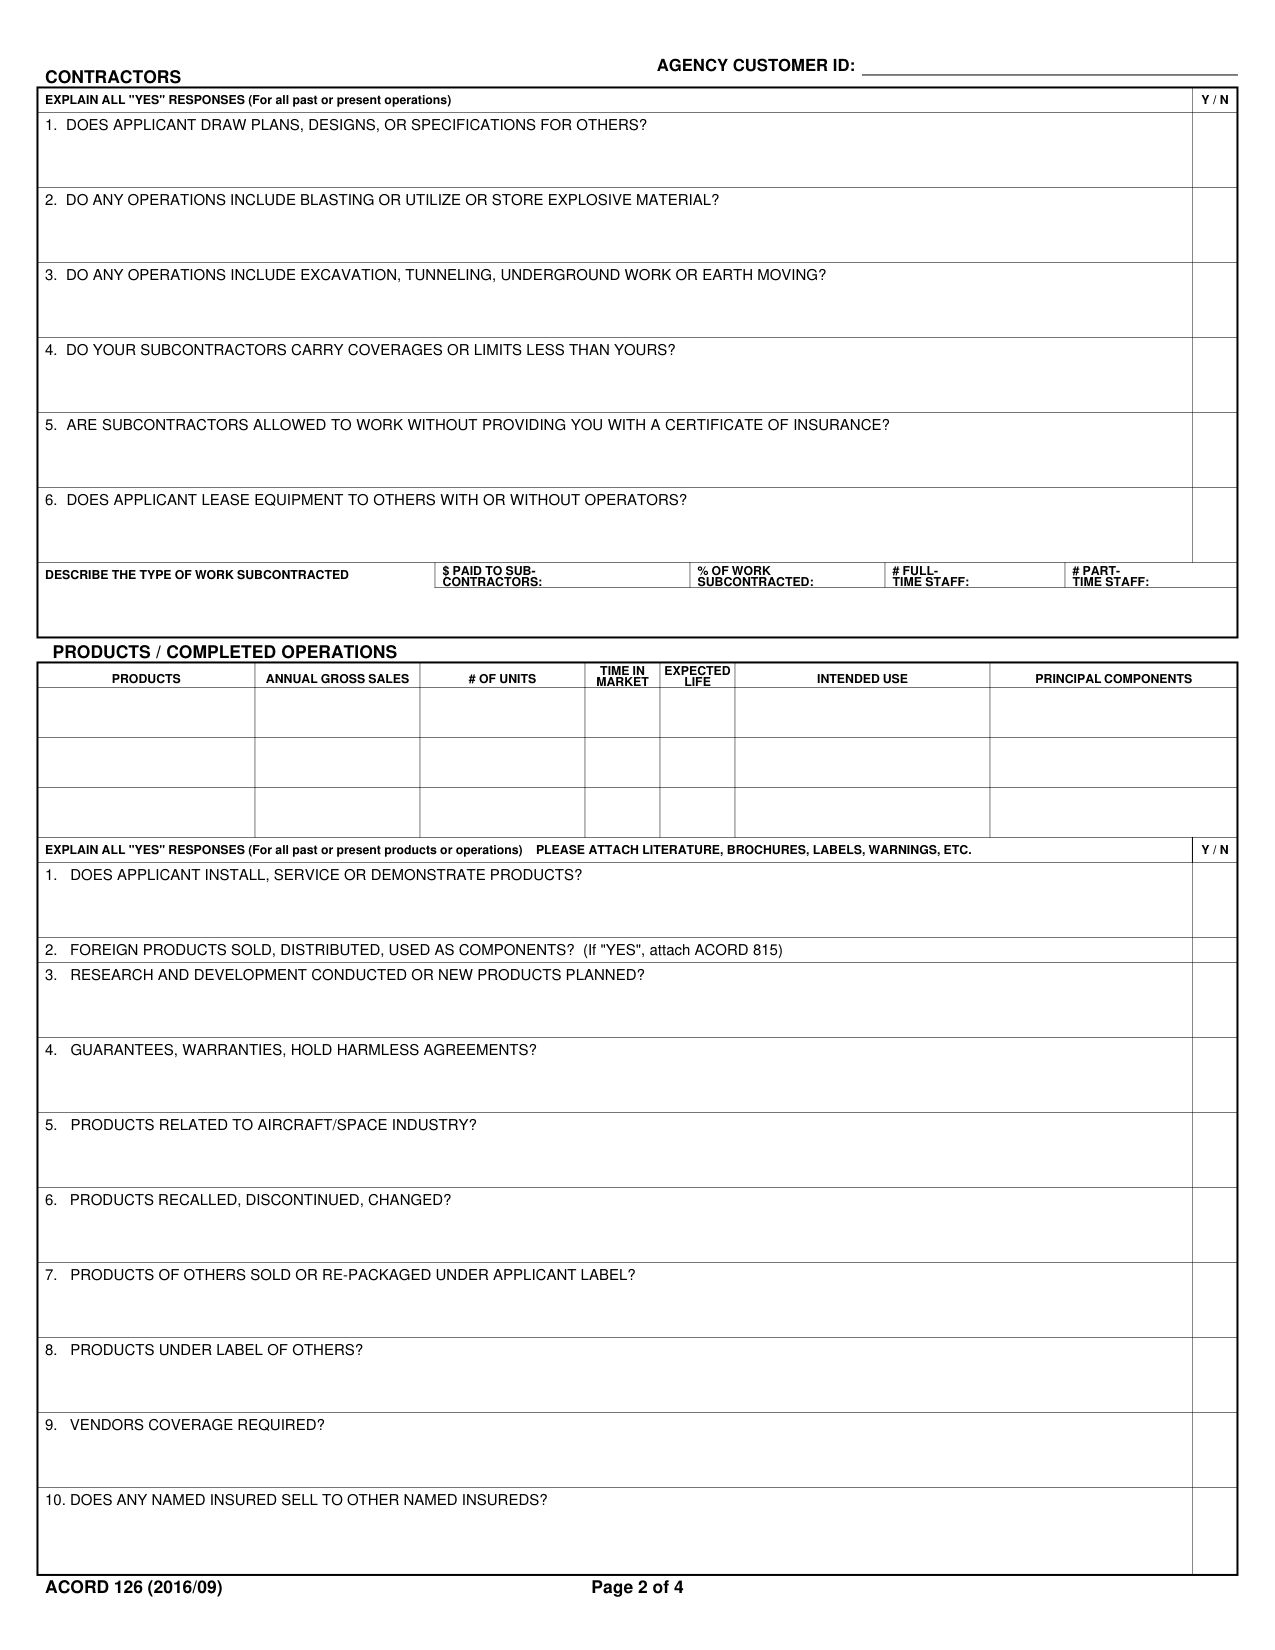 AGENCY CUSTOMER ID:
CONTRACTORS
EXPLAIN ALL "YES" RESPONSES (For all past or present operations) Y / N
1. DOES APPLICANT DRAW PLANS, DESIGNS, OR SPECIFICATIONS FOR OTHERS?
2. DO ANY OPERATIONS INCLUDE BLASTING OR UTILIZE OR STORE EXPLOSIVE MATERIAL?
3. DO ANY OPERATIONS INCLUDE EXCAVATION, TUNNELING, UNDERGROUND WORK OR EARTH MOVING?
4. DO YOUR SUBCONTRACTORS CARRY COVERAGES OR LIMITS LESS THAN YOURS?
5. ARE SUBCONTRACTORS ALLOWED TO WORK WITHOUT PROVIDING YOU WITH A CERTIFICATE OF INSURANCE?
6. DOES APPLICANT LEASE EQUIPMENT TO OTHERS WITH OR WITHOUT OPERATORS?
DESCRIBE THE TYPE OF WORK SUBCONTRACTED
$ PAID TO SUB-
CONTRACTORS:
% OF WORK
SUBCONTRACTED:
# FULL-
TIME STAFF:
# PART-
TIME STAFF:
PRODUCTS / COMPLETED OPERATIONS
PRODUCTS
ANNUAL GROSS SALES
# OF UNITS
TIME IN
MARKET
EXPECTED
LIFE
INTENDED USE
PRINCIPAL COMPONENTS
EXPLAIN ALL "YES" RESPONSES (For all past or present products or operations) PLEASE ATTACH LITERATURE, BROCHURES, LABELS, WARNINGS, ETC. Y / N
1. DOES APPLICANT INSTALL, SERVICE OR DEMONSTRATE PRODUCTS?
2. FOREIGN PRODUCTS SOLD, DISTRIBUTED, USED AS COMPONENTS? (If "YES", attach ACORD 815)
3. RESEARCH AND DEVELOPMENT CONDUCTED OR NEW PRODUCTS PLANNED?
4. GUARANTEES, WARRANTIES, HOLD HARMLESS AGREEMENTS?
5. PRODUCTS RELATED TO AIRCRAFT/SPACE INDUSTRY?
6. PRODUCTS RECALLED, DISCONTINUED, CHANGED?
7. PRODUCTS OF OTHERS SOLD OR RE-PACKAGED UNDER APPLICANT LABEL?
8. PRODUCTS UNDER LABEL OF OTHERS?
9. VENDORS COVERAGE REQUIRED?
10. DOES ANY NAMED INSURED SELL TO OTHER NAMED INSUREDS?
ACORD 126 (2016/09) Page 2 of 4